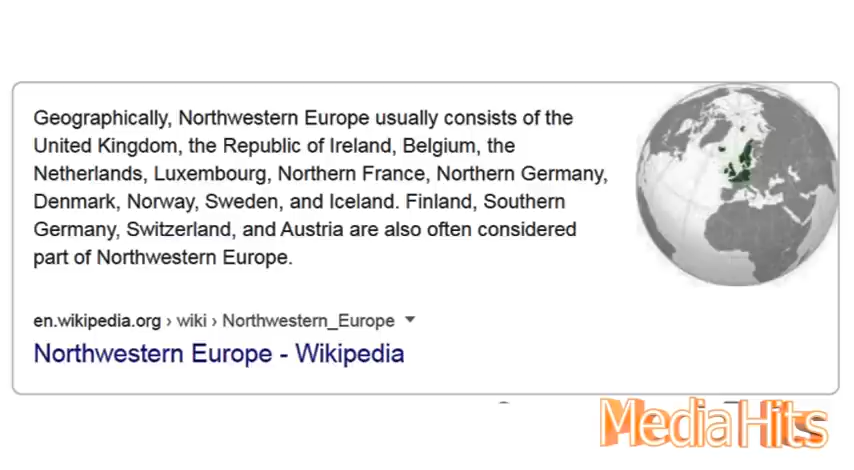 Geographically, Northwestern Europe usually consists of the
United Kingdom, the Republic of Ireland, Belgium, the
Netherlands, Luxembourg, Northern France, Northern Germany,
Denmark, Norway, Sweden, and Iceland. Finland, Southern
Germany, Switzerland, and Austria are also often considered
part of Northwestern Europe.
en.wikipedia.org › wiki › Northwestern_Europe
Northwestern Europe - Wikipedia
MediaHits